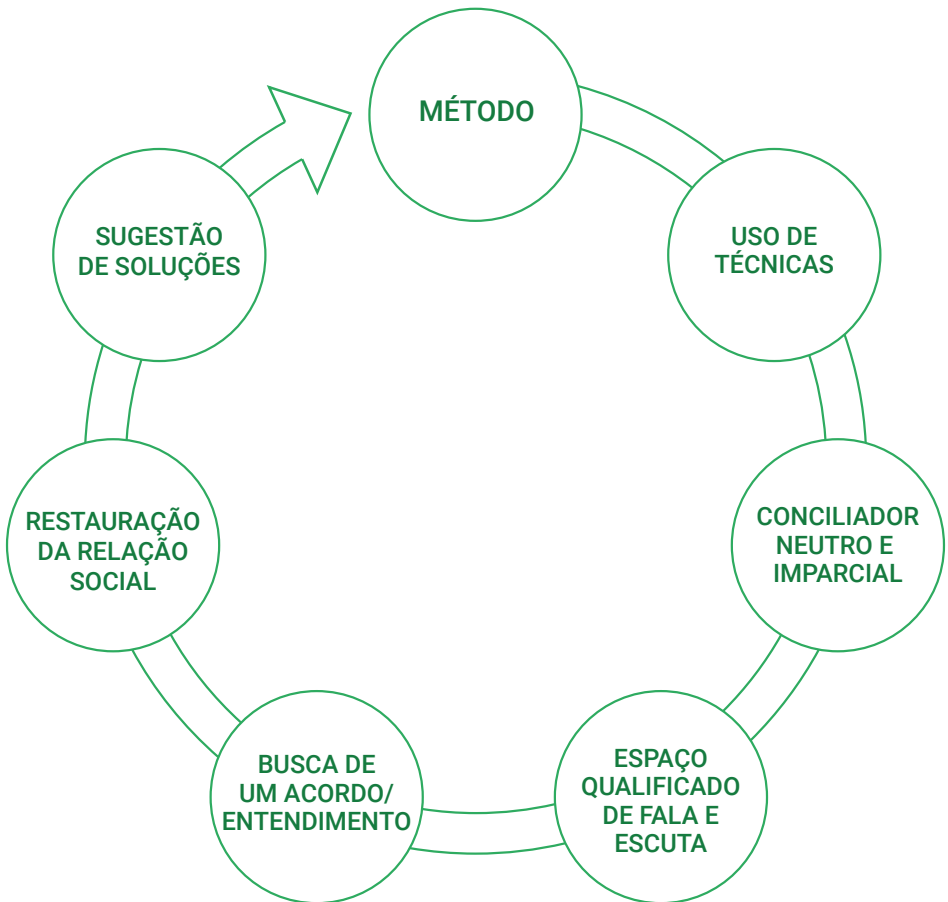 MÉTODO
USO DE
TÉCNICAS
CONCILIADOR
NEUTRO E
IMPARCIAL
ESPAÇO
QUALIFICADO
DE FALA E
ESCUTA
BUSCA DE
UM ACORDO/
ENTENDIMENTO
RESTAURAÇÃO
DA RELAÇÃO
SOCIAL
SUGESTÃO
DE SOLUÇÕES